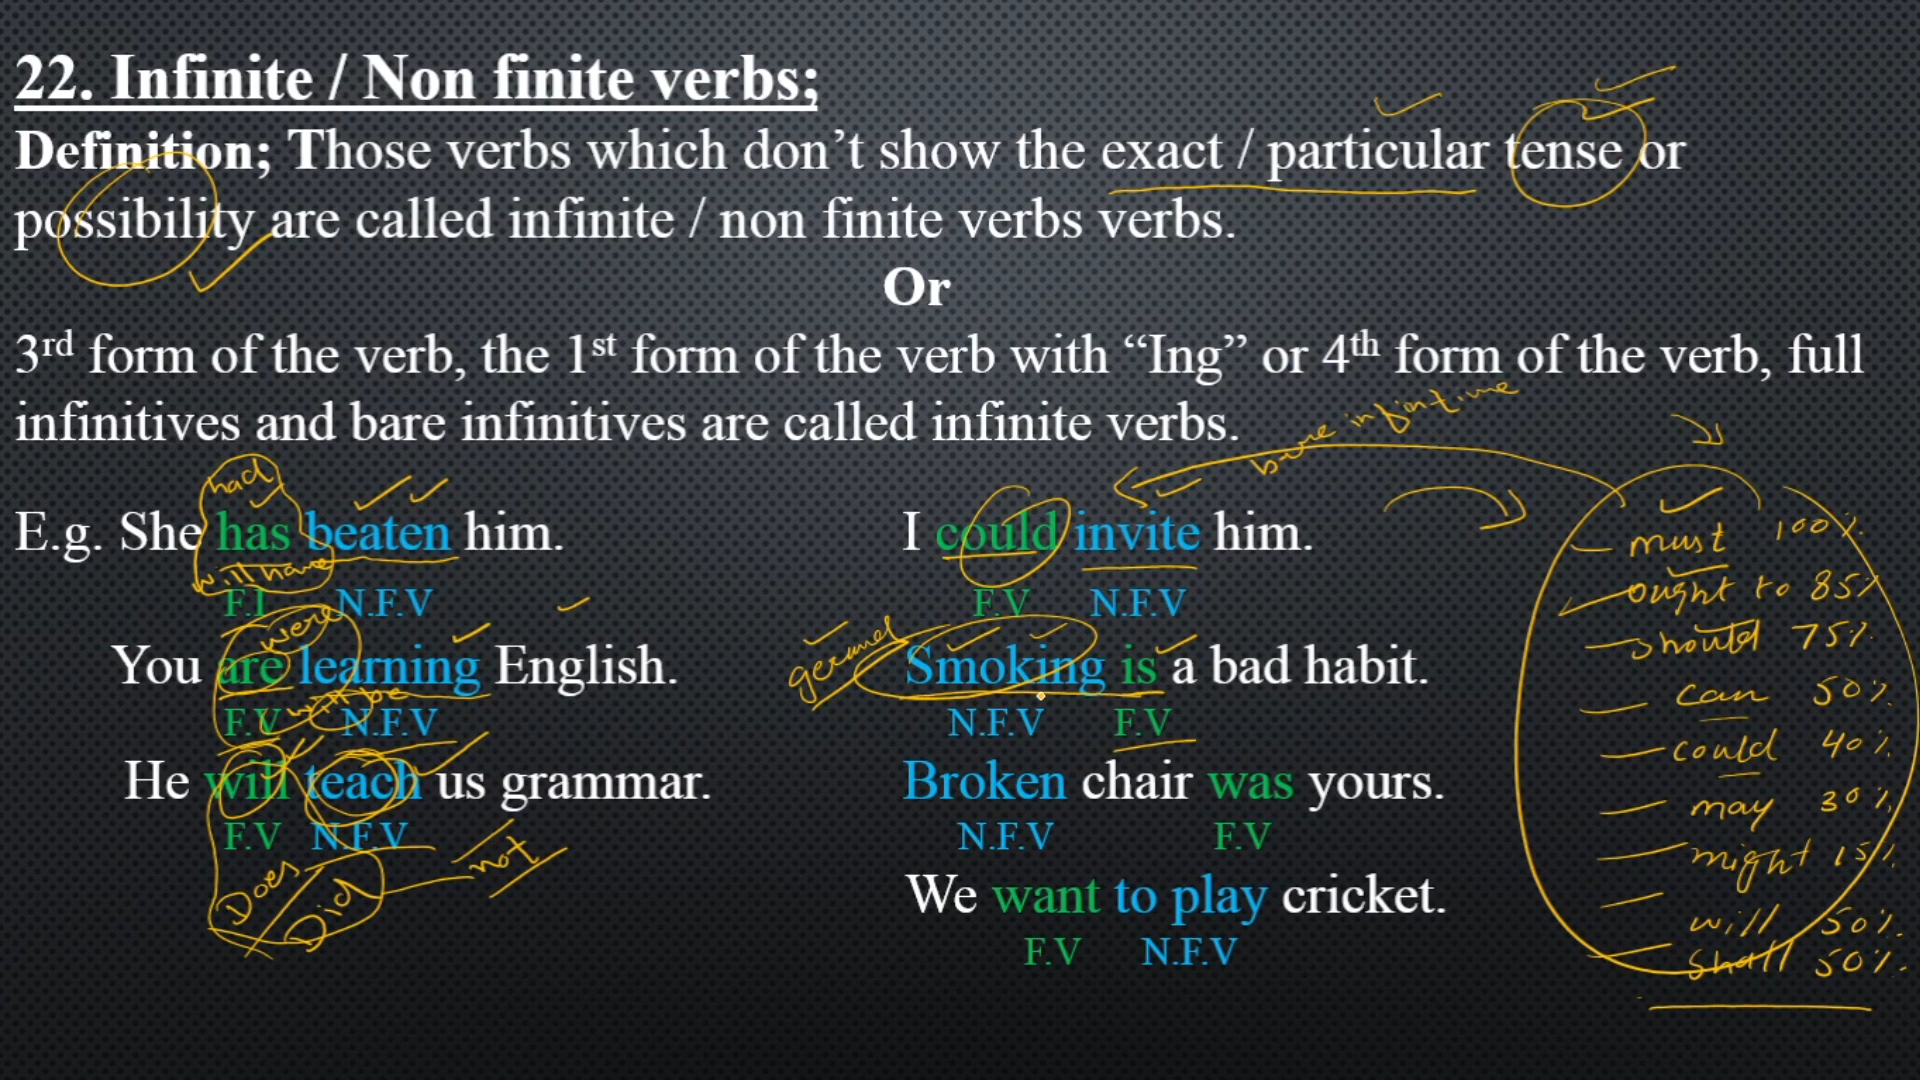 22. Infinite / Non finite verbs;
Definition; Those verbs which don’t show the exact / particular tense or
possibility are called infinite / non finite verbs verbs.
Or
3rd form of the verb, the 1st form of the verb with “Ing” or 4th form of the verb, full
infinitives and bare infinitives are called infinite verbs.
bare infintive
had
E.g. She has beaten him.
will have
F.I N.F.V
were
You are learning English.
will be
F.V N.F.V
He will teach us grammar.
F.V N.F.V
Does
Did
not
I could invite him.
F.V N.F.V
gerund
Smoking is a bad habit.
N.F.V F.V
Broken chair was yours.
N.F.V F.V
We want to play cricket.
F.V N.F.V
must 100%
ought to 85%
should 75%
can 50%
could 40%
may 30%
might 15%
will 50%.
shall 50%.